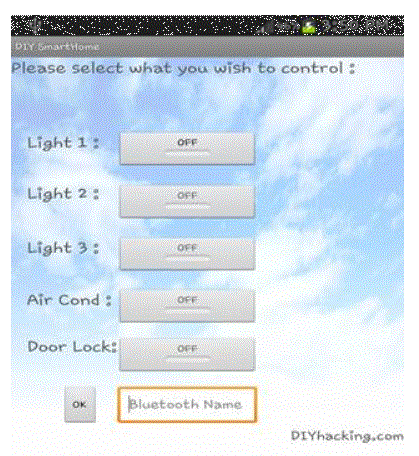 DIY SmartHome
Please select what you wish to control :
Light 1 : OFF
Light 2 : OFF
Light 3 : OFF
Air Cond : OFF
Door Lock: OFF
OK Bluetooth Name
DIYhacking.com